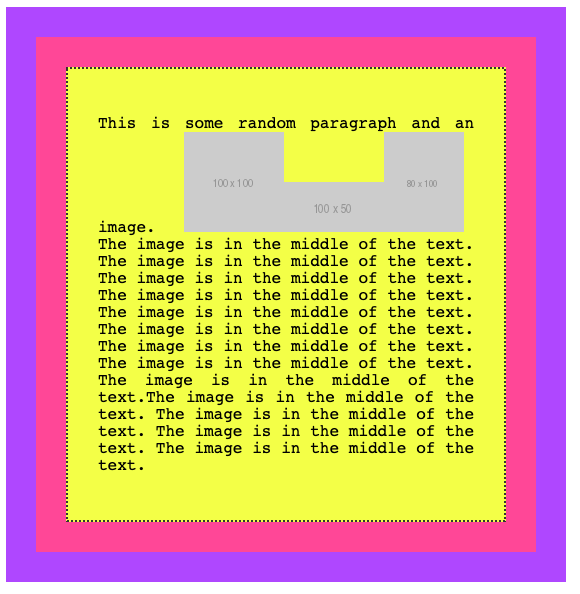 This is some random paragraph and an
100 x 100
80 x 100
100 x 50
image.
The image is in the middle of the text.
The image is in the middle of the text.
The image is in the middle of the text.
The image is in the middle of the text.
The image is in the middle of the text.
The image is in the middle of the text.
The image is in the middle of the text.
The image is in the middle of the text.
The image is in the middle of the
text.The image is in the middle of the
text. The image is in the middle of the
text. The image is in the middle of the
text. The image is in the middle of the
text.